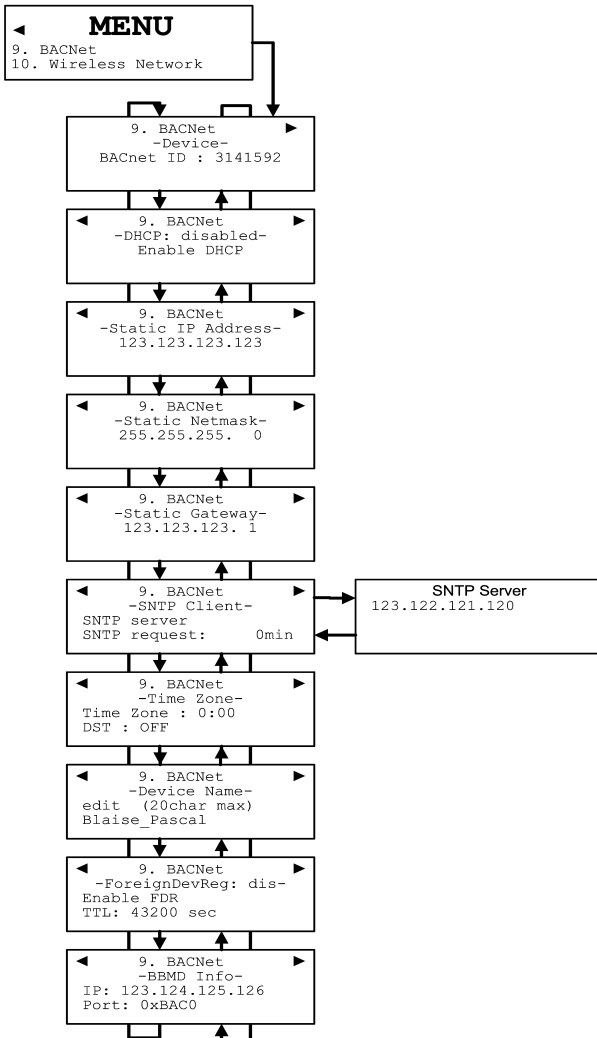 ◄ MENU
9. BACNet
10. Wireless Network
9. BACNet ►
-Device-
BACnet ID : 3141592
◄ 9. BACNet ►
-DHCP: disabled-
Enable DHCP
◄ 9. BACNet ►
-Static IP Address-
123.123.123.123
◄ 9. BACNet ►
-Static Netmask-
255.255.255.  0
◄ 9. BACNet ►
-Static Gateway-
123.123.123. 1
◄ 9. BACNet ►
-SNTP Client-
SNTP server
SNTP request:     0min
SNTP Server
123.122.121.120
◄ 9. BACNet ►
-Time Zone-
Time Zone : 0:00
DST : OFF
◄ 9. BACNet ►
-Device Name-
edit  (20char max)
Blaise_Pascal
◄ 9. BACNet ►
-ForeignDevReg: dis-
Enable FDR
TTL: 43200 sec
◄ 9. BACNet ►
-BBMD Info-
IP: 123.124.125.126
Port: 0xBAC0